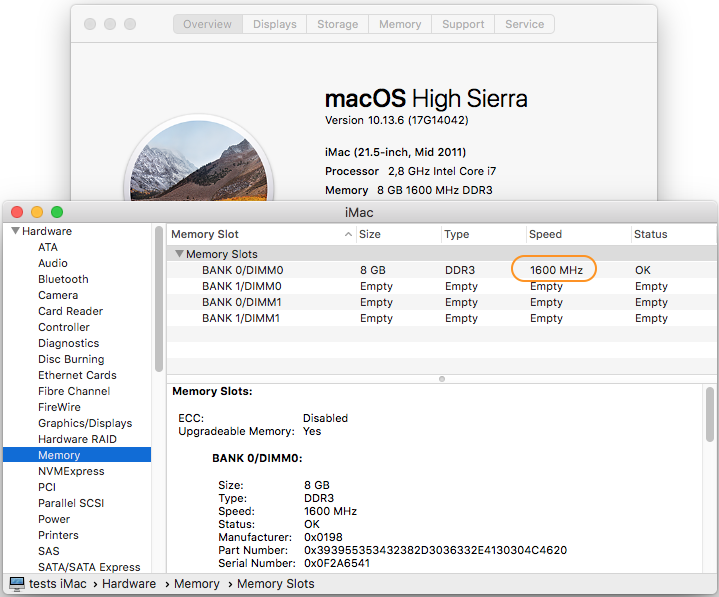 Overview Displays Storage Memory Support Service
macOS High Sierra
Version 10.13.6 (17G14042)
iMac (21.5-inch, Mid 2011)
Processor 2,8 GHz Intel Core i7
Memory 8 GB 1600 MHz DDR3
iMac
Hardware
ATA
Audio
Bluetooth
Camera
Card Reader
Controller
Diagnostics
Disc Burning
Ethernet Cards
Fibre Channel
FireWire
Graphics/Displays
Hardware RAID
Memory
NVMExpress
PCI
Parallel SCSI
Power
Printers
SAS
SATA/SATA Express
Memory Slot Size Type Speed Status
Memory Slots
BANK 0/DIMM0 8 GB DDR3 1600 MHz OK
BANK 1/DIMM0 Empty Empty Empty Empty
BANK 0/DIMM1 Empty Empty Empty Empty
BANK 1/DIMM1 Empty Empty Empty Empty
Memory Slots:
ECC: Disabled
Upgradeable Memory: Yes
BANK 0/DIMM0:
Size: 8 GB
Type: DDR3
Speed: 1600 MHz
Status: OK
Manufacturer: 0x0198
Part Number: 0x393955353432382D3036332E4130304C4620
Serial Number: 0x0F2A6541
tests iMac › Hardware › Memory › Memory Slots